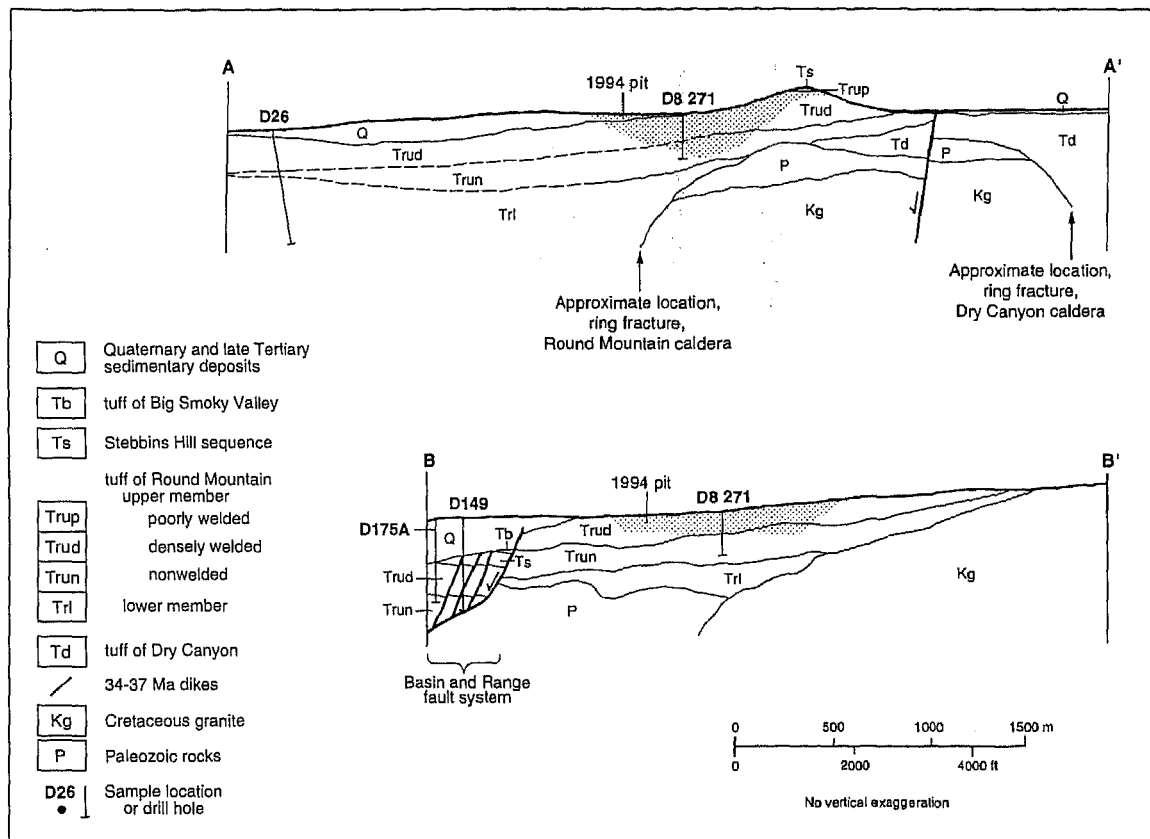 A
A'
Ts
1994 pit
Trup
D8 271
Q
D26
Trud
Q
Td
Trud
Td
P
P
Trun
Kg
Trl
Kg
Approximate location,
ring fracture,
Round Mountain caldera
Approximate location,
ring fracture,
Dry Canyon caldera
Q Quaternary and late Tertiary
sedimentary deposits
Tb tuff of Big Smoky Valley
Ts Stebbins Hill sequence
tuff of Round Mountain
upper member
Trup poorly welded
Trud densely welded
Trun nonwelded
Trl lower member
Td tuff of Dry Canyon
34-37 Ma dikes
Kg Cretaceous granite
P Paleozoic rocks
D26 Sample location
or drill hole
B
B'
1994 pit
D8 271
D149
D175A
Q
Tb
Trud
Ts
Trun
Trud
Trl
Kg
Trun
P
Basin and Range
fault system
0 500 1000 1500 m
0 2000 4000 ft
No vertical exaggeration